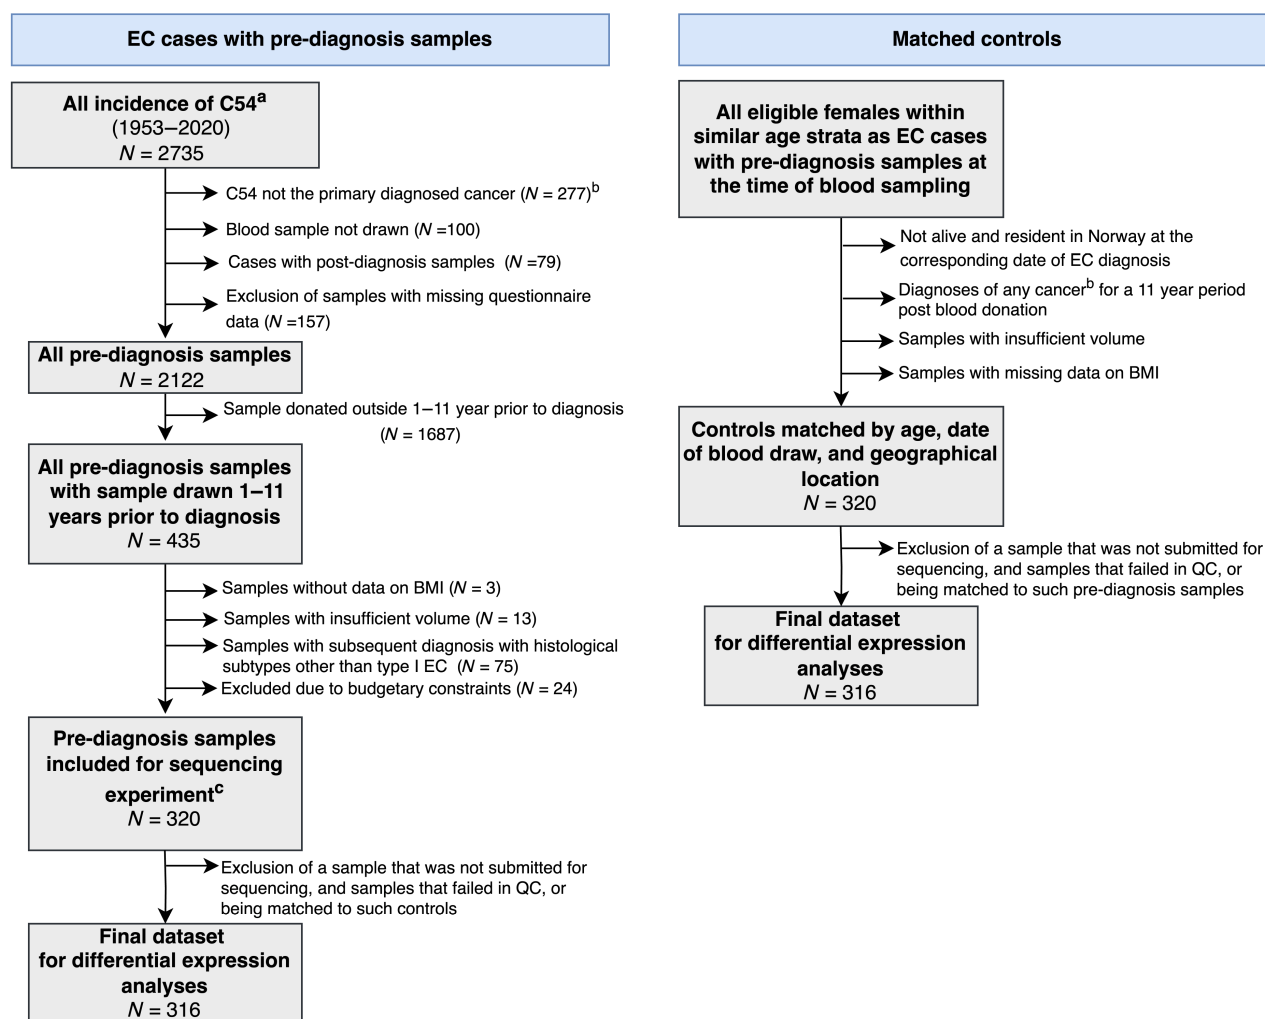 EC cases with pre-diagnosis samples
All incidence of C54a
(1953–2020)
N = 2735
C54 not the primary diagnosed cancer (N = 277)b
Blood sample not drawn (N =100)
Cases with post-diagnosis samples (N =79)
Exclusion of samples with missing questionnaire
data (N =157)
All pre-diagnosis samples
N = 2122
Sample donated outside 1–11 year prior to diagnosis
(N = 1687)
All pre-diagnosis samples
with sample drawn 1–11
years prior to diagnosis
N = 435
Samples without data on BMI (N = 3)
Samples with insufficient volume (N = 13)
Samples with subsequent diagnosis with histological
subtypes other than type I EC (N = 75)
Excluded due to budgetary constraints (N = 24)
Pre-diagnosis samples
included for sequencing
experimentc
N = 320
Exclusion of a sample that was not submitted for
sequencing, and samples that failed in QC, or
being matched to such controls
Final dataset
for differential expression
analyses
N = 316
Matched controls
All eligible females within
similar age strata as EC cases
with pre-diagnosis samples at
the time of blood sampling
Not alive and resident in Norway at the
corresponding date of EC diagnosis
Diagnoses of any cancerb for a 11 year period
post blood donation
Samples with insufficient volume
Samples with missing data on BMI
Controls matched by age, date
of blood draw, and geographical
location
N = 320
Exclusion of a sample that was not submitted for
sequencing, and samples that failed in QC, or
being matched to such pre-diagnosis samples
Final dataset
for differential expression
analyses
N = 316